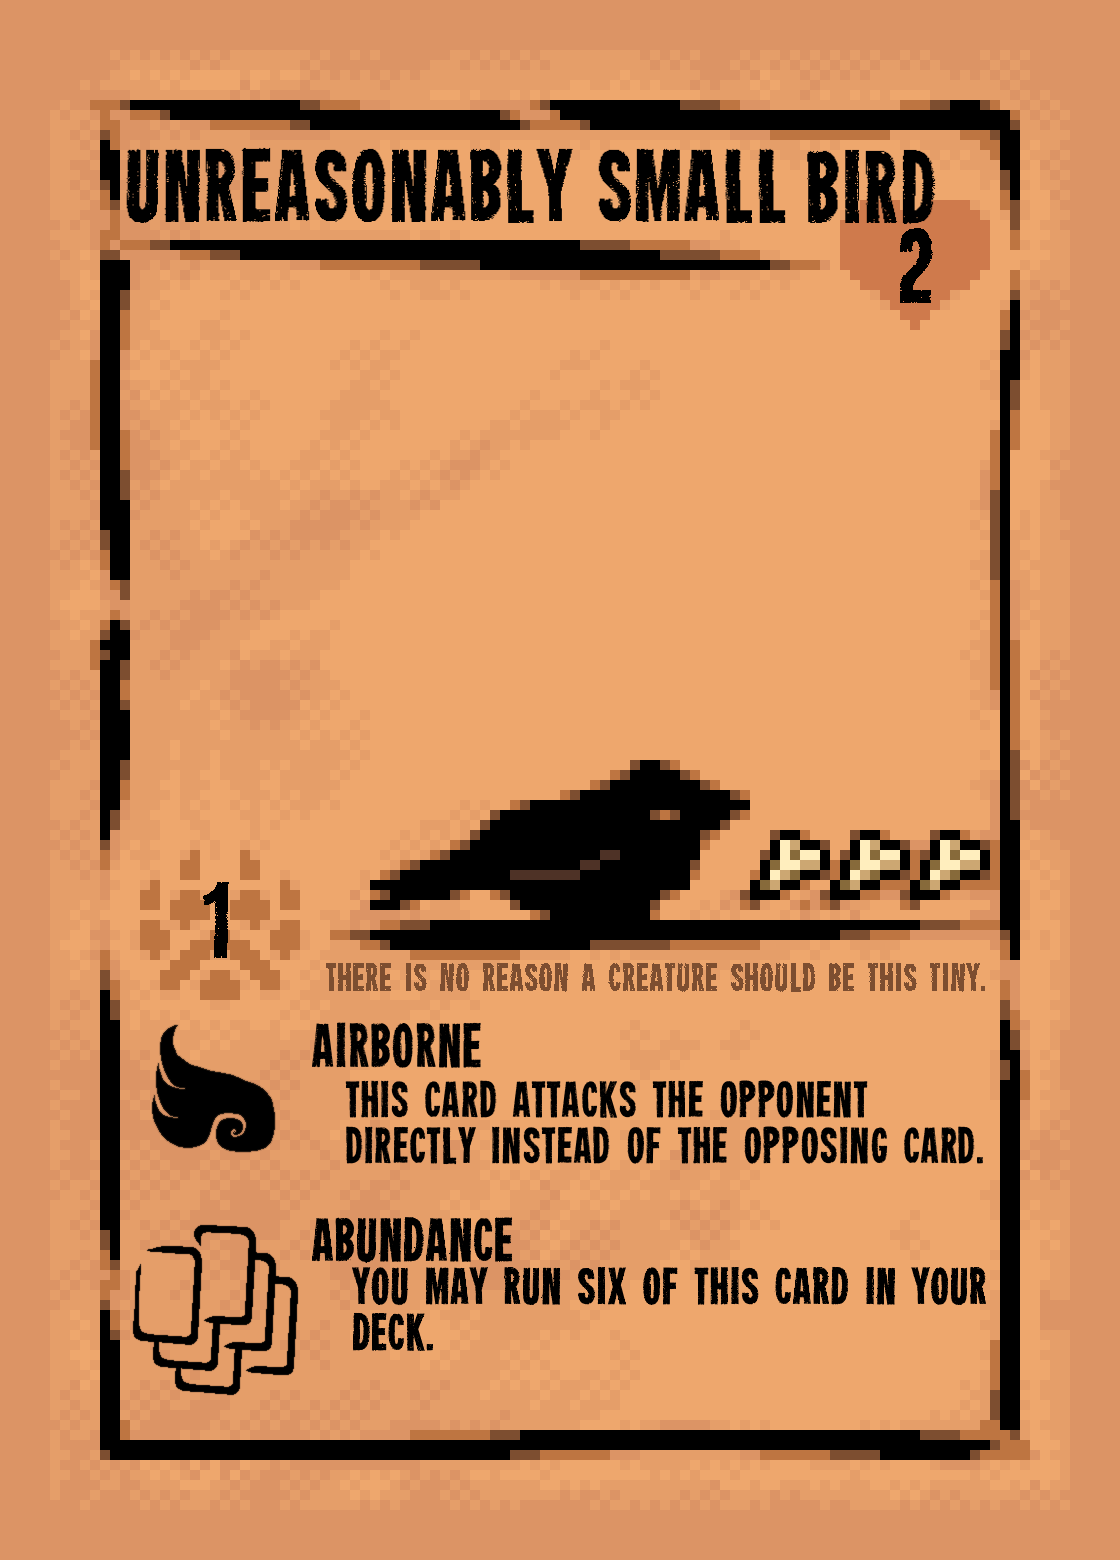 UNREASONABLY SMALL BIRD
2
1
THERE IS NO REASON A CREATURE SHOULD BE THIS TINY.
AIRBORNE
THIS CARD ATTACKS THE OPPONENT
DIRECTLY INSTEAD OF THE OPPOSING CARD.
ABUNDANCE
YOU MAY RUN SIX OF THIS CARD IN YOUR
DECK.